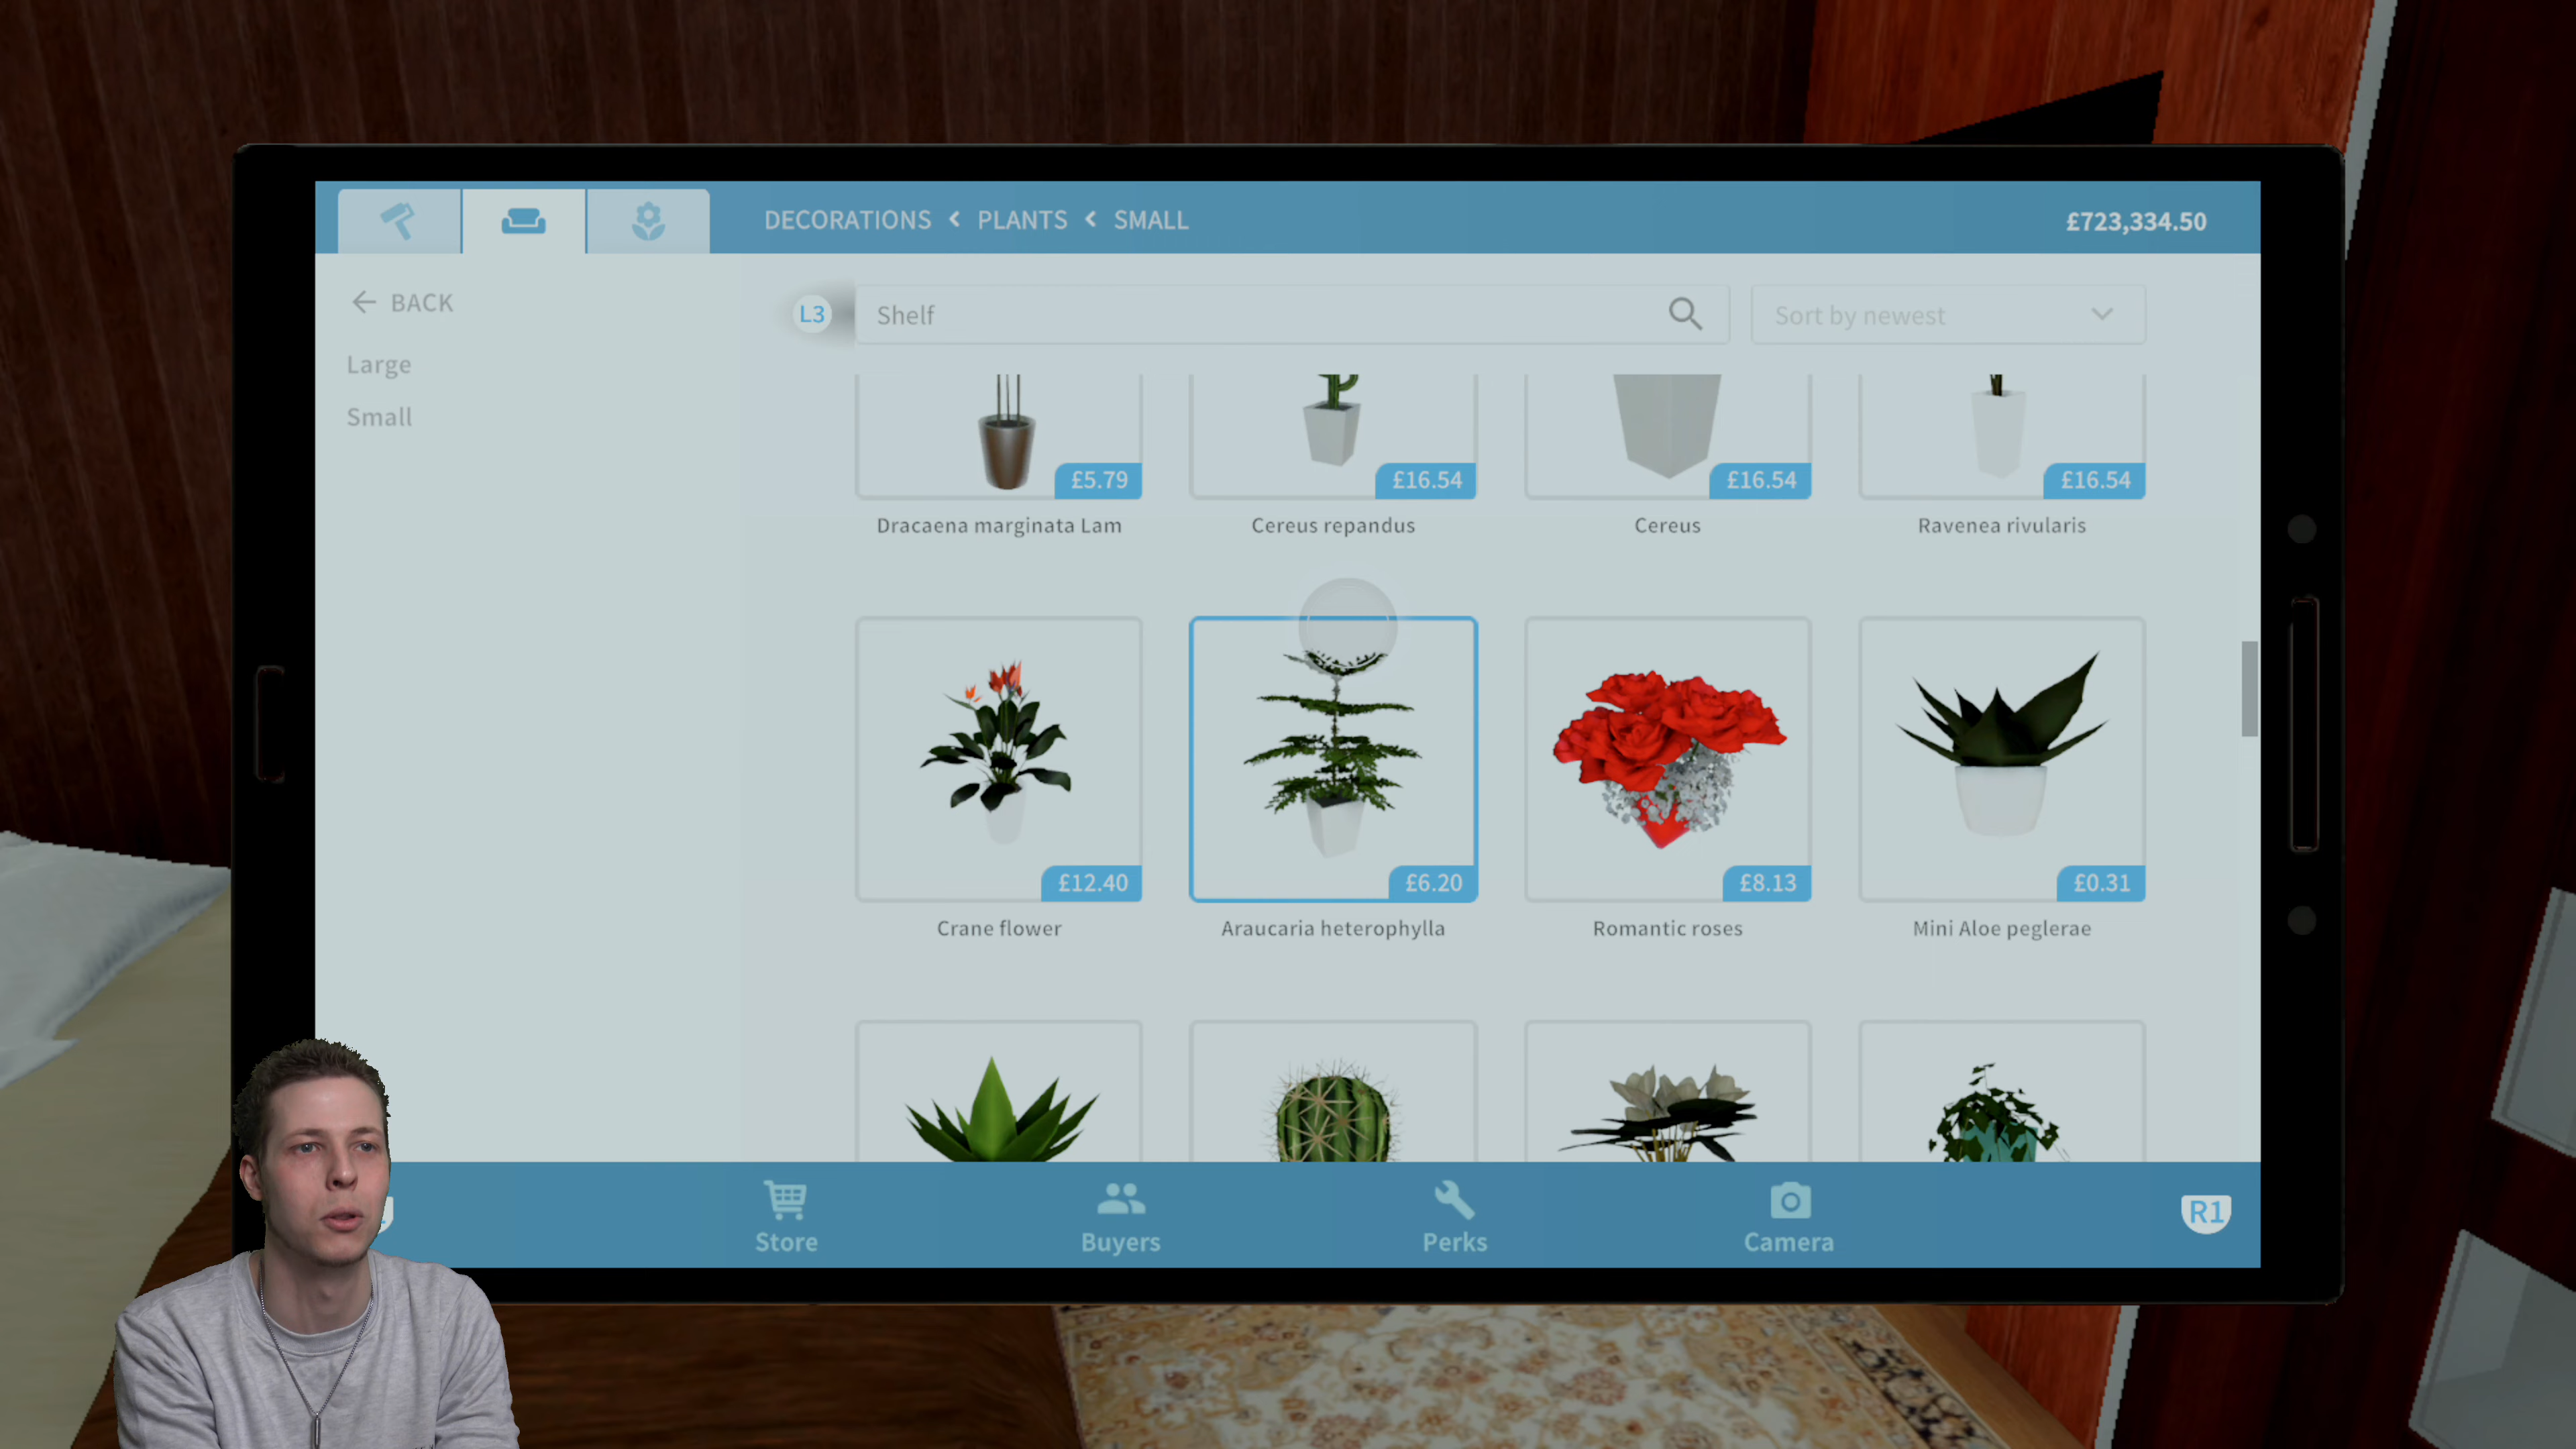 DECORATIONS < PLANTS < SMALL
£723,334.50
BACK
L3
Shelf
Sort by newest
Large
Small
£5.79
£16.54
£16.54
£16.54
Dracaena marginata Lam
Cereus repandus
Cereus
Ravenea rivularis
£12.40
£6.20
£8.13
£0.31
Crane flower
Araucaria heterophylla
Romantic roses
Mini Aloe peglerae
Store
Buyers
Perks
Camera
R1